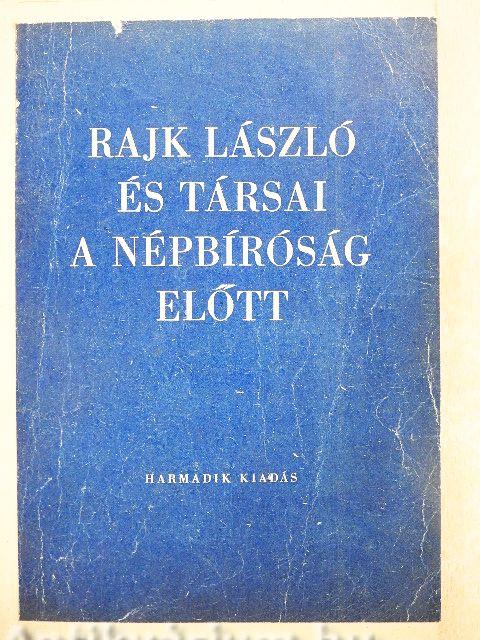 RAJK LÁSZLÓ
ÉS TÁRSAI
A NÉPBÍRÓSÁG
ELŐTT
HARMADIK KIADÁS